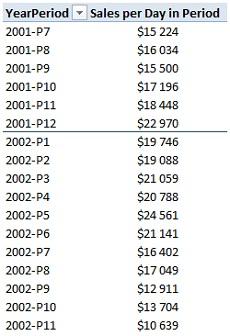 YearPeriod Sales per Day in Period
2001-P7 $15 224
2001-P8 $16 034
2001-P9 $15 500
2001-P10 $17 196
2001-P11 $18 448
2001-P12 $22 970
2002-P1 $19 746
2002-P2 $19 088
2002-P3 $21 059
2002-P4 $20 788
2002-P5 $24 561
2002-P6 $21 141
2002-P7 $16 402
2002-P8 $17 049
2002-P9 $12 911
2002-P10 $13 704
2002-P11 $10 639